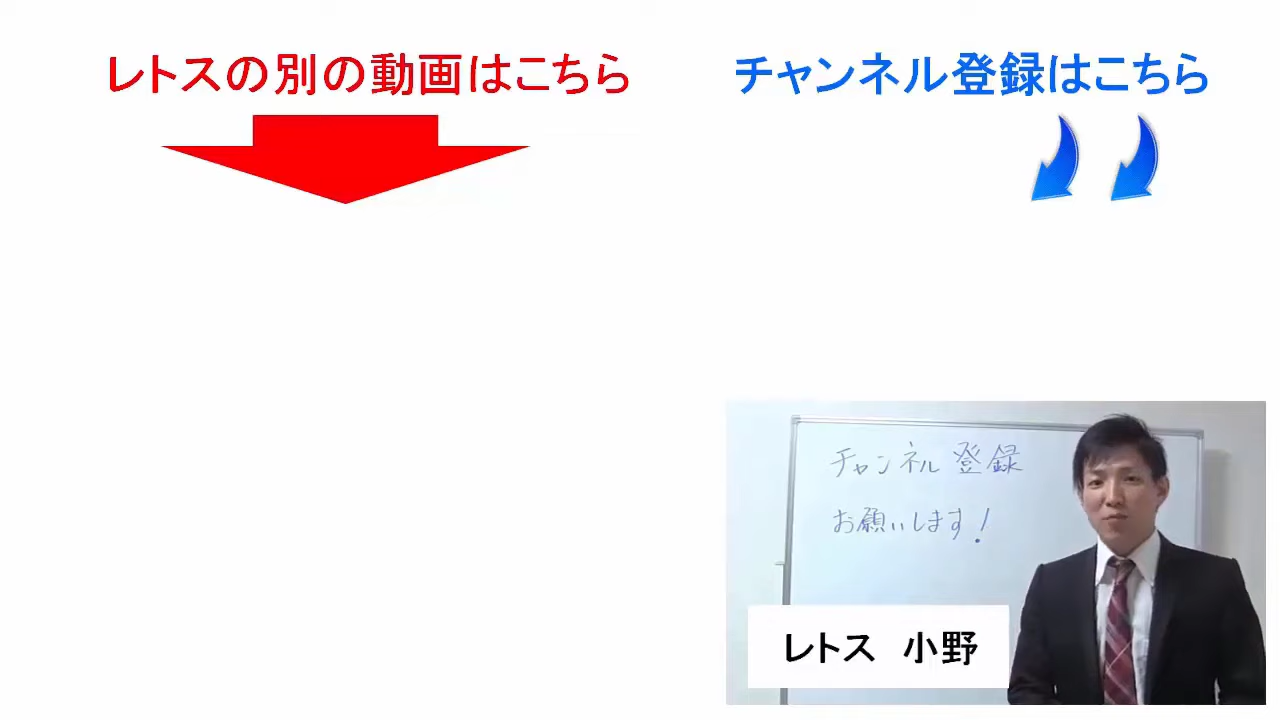 レトスの別の動画はこちら
チャンネル登録はこちら
チャンネル登録
お願いします！
レトス　小野